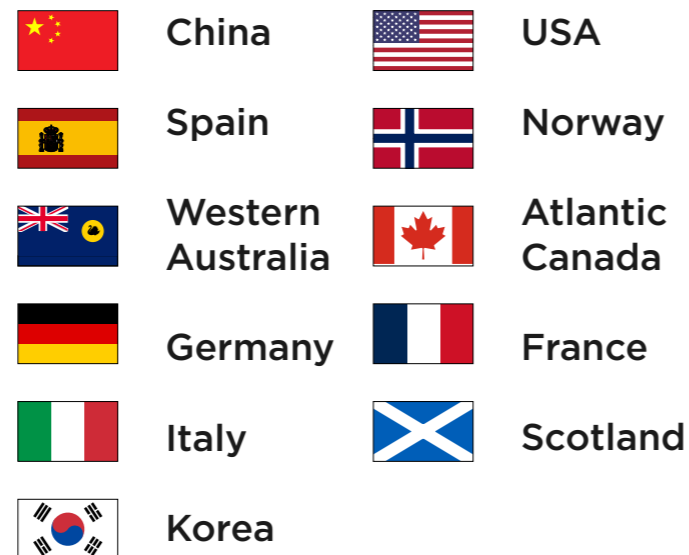 China
USA
Spain
Norway
Western
Australia
Atlantic
Canada
Germany
France
Italy
Scotland
Korea